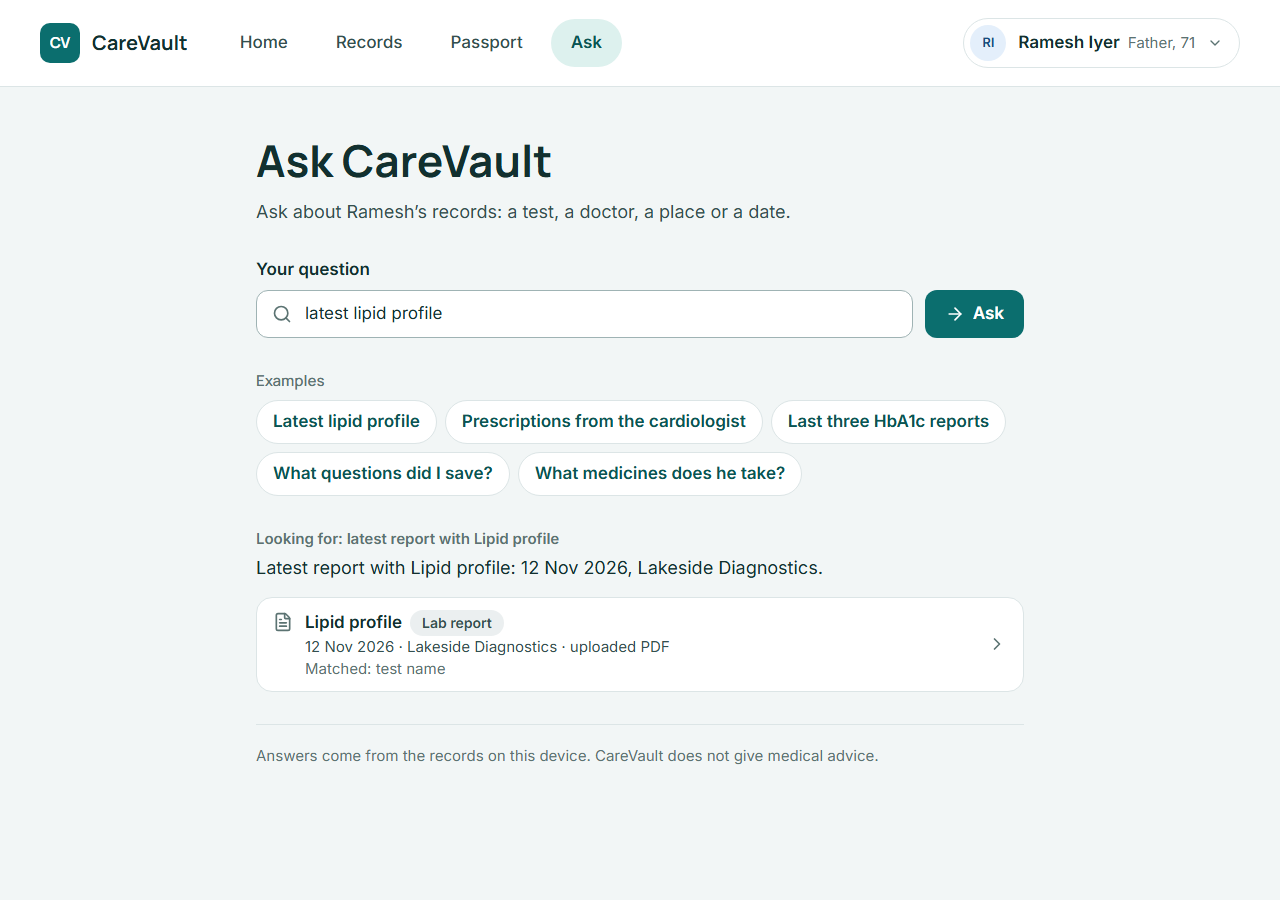 CV CareVault Home Records Passport Ask RI Ramesh Iyer Father, 71
Ask CareVault
Ask about Ramesh’s records: a test, a doctor, a place or a date.
Your question
latest lipid profile Ask
Examples
Latest lipid profile Prescriptions from the cardiologist Last three HbA1c reports
What questions did I save? What medicines does he take?
Looking for: latest report with Lipid profile
Latest report with Lipid profile: 12 Nov 2026, Lakeside Diagnostics.
Lipid profile Lab report
12 Nov 2026 · Lakeside Diagnostics · uploaded PDF
Matched: test name
Answers come from the records on this device. CareVault does not give medical advice.